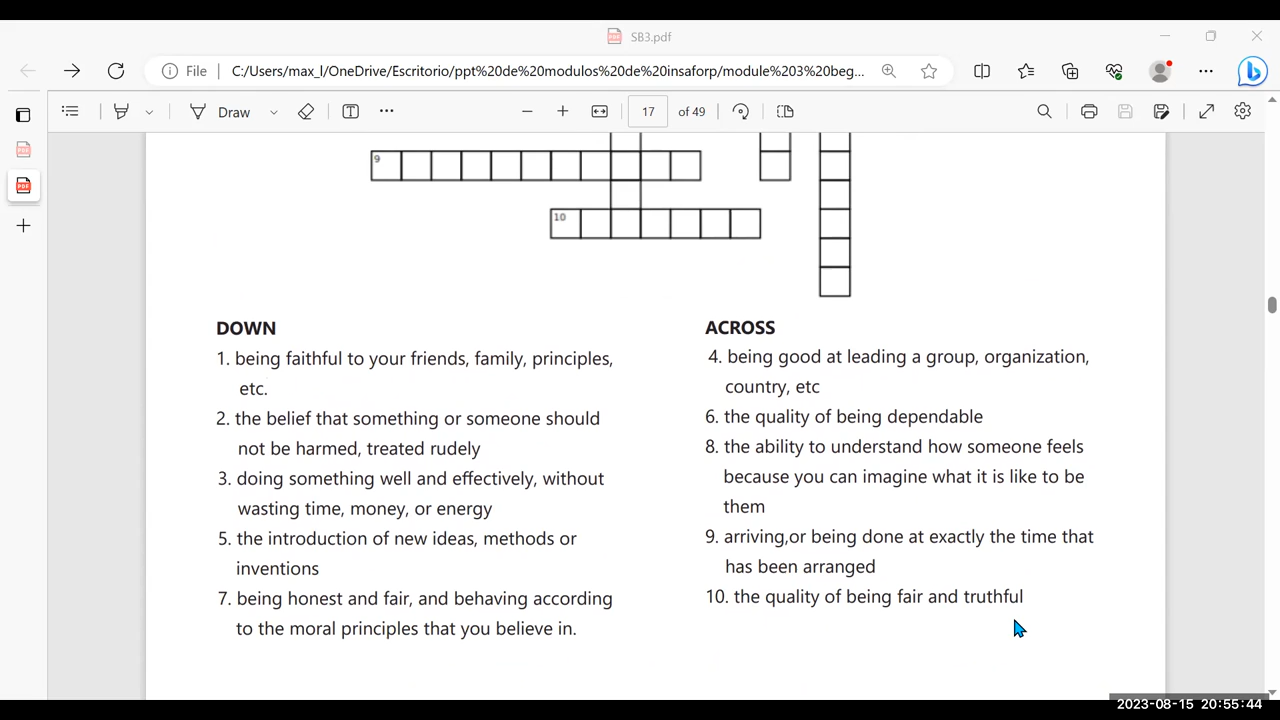 SB3.pdf
File C:/Users/max_l/OneDrive/Escritorio/ppt%20de%20modulos%20de%20insaforp/module%203%20beg...
Draw 17 of 49
9
10
DOWN
1. being faithful to your friends, family, principles,
etc.
2. the belief that something or someone should
not be harmed, treated rudely
3. doing something well and effectively, without
wasting time, money, or energy
5. the introduction of new ideas, methods or
inventions
7. being honest and fair, and behaving according
to the moral principles that you believe in.
ACROSS
4. being good at leading a group, organization,
country, etc
6. the quality of being dependable
8. the ability to understand how someone feels
because you can imagine what it is like to be
them
9. arriving,or being done at exactly the time that
has been arranged
10. the quality of being fair and truthful
2023-08-15 20:55:44